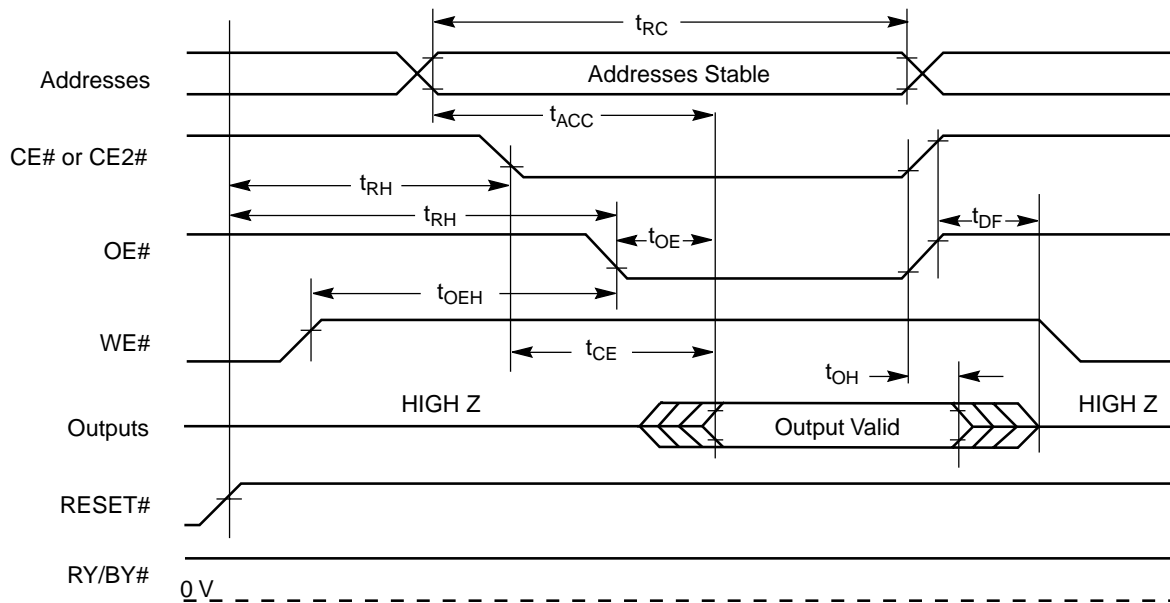 tRC
Addresses
Addresses Stable
tACC
CE# or CE2#
tRH
tRH
tOE
tDF
OE#
tOEH
WE#
tCE
tOH
HIGH Z
HIGH Z
Outputs
Output Valid
RESET#
RY/BY#
0 V